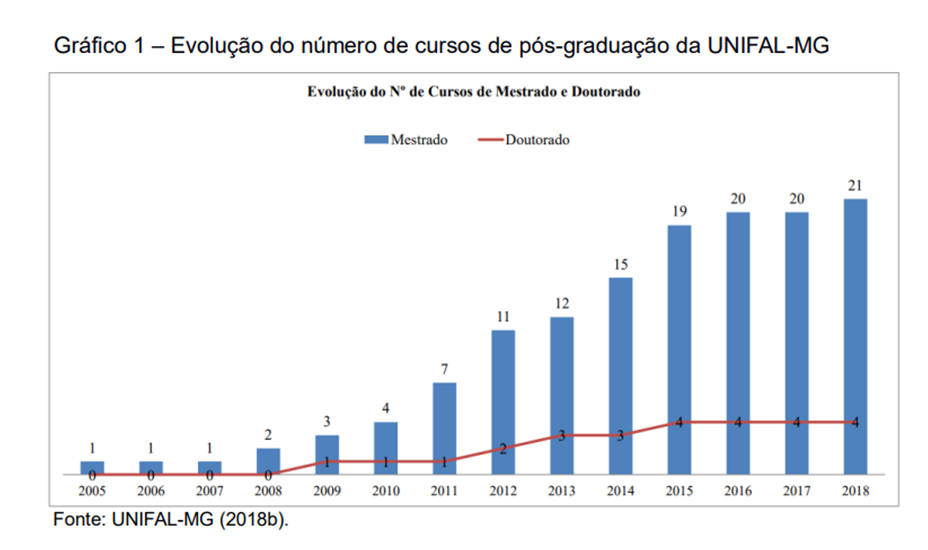 Gráfico 1 – Evolução do número de cursos de pós-graduação da UNIFAL-MG
Evolução do Nº de Cursos de Mestrado e Doutorado
Mestrado Doutorado
21
20 20
19
15
12
11
7
4
3
2
1 1 1
4 4 4 4
3 3
2
1 1 1
0 0 0 0
2005 2006 2007 2008 2009 2010 2011 2012 2013 2014 2015 2016 2017 2018
Fonte: UNIFAL-MG (2018b).